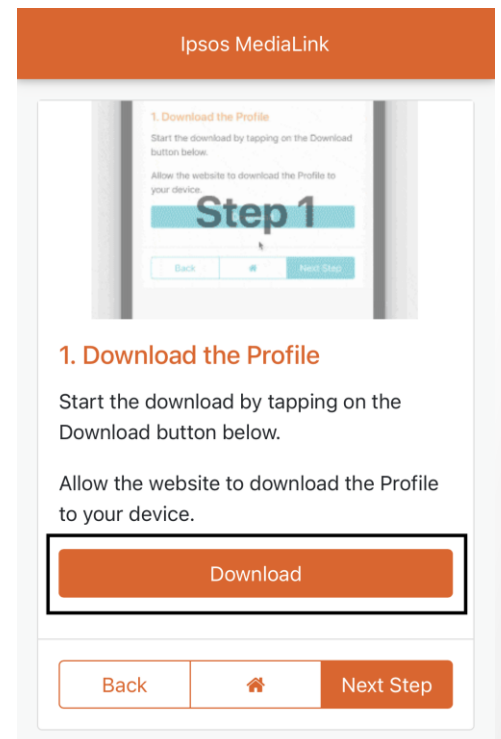 Ipsos MediaLink
1. Download the Profile
Start the download by tapping on the Download
button below.
Allow the website to download the Profile to
your device.
Step 1
Back
Next Step
1. Download the Profile
Start the download by tapping on the
Download button below.
Allow the website to download the Profile
to your device.
Download
Back
Next Step